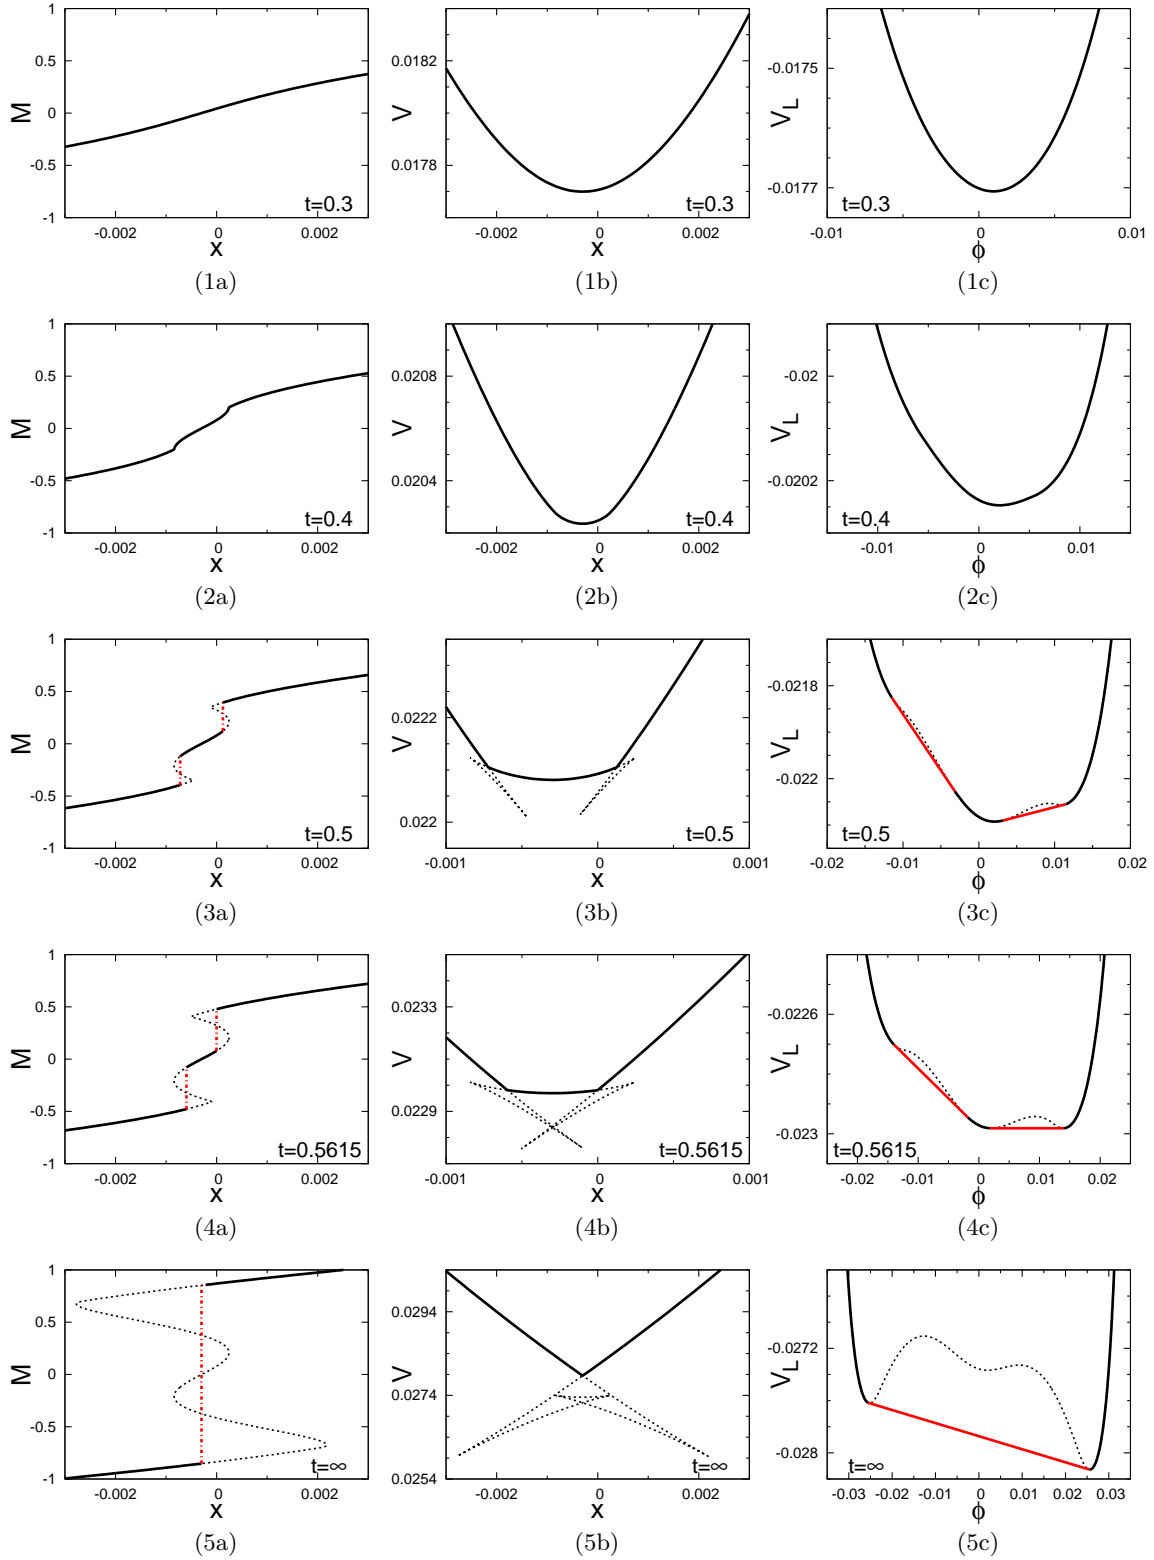 1
0.5
0
-0.5
-1
M
-0.002 0 0.002
x
t=0.3
(1a)
0.0182
0.0178
V
-0.002 0 0.002
x
t=0.3
(1b)
-0.0175
-0.0177
V_L
-0.01 0 0.01
ϕ
t=0.3
(1c)
1
0.5
0
-0.5
-1
M
-0.002 0 0.002
x
t=0.4
(2a)
0.0208
0.0204
V
-0.002 0 0.002
x
t=0.4
(2b)
-0.02
-0.0202
V_L
-0.01 0 0.01
ϕ
t=0.4
(2c)
1
0.5
0
-0.5
-1
M
-0.002 0 0.002
x
t=0.5
(3a)
0.0222
0.022
V
-0.001 0 0.001
x
t=0.5
(3b)
-0.0218
-0.022
V_L
-0.02 -0.01 0 0.01 0.02
ϕ
t=0.5
(3c)
1
0.5
0
-0.5
-1
M
-0.002 0 0.002
x
t=0.5615
(4a)
0.0233
0.0229
V
-0.001 0 0.001
x
t=0.5615
(4b)
-0.0226
-0.023
V_L
-0.02 -0.01 0 0.01 0.02
ϕ
t=0.5615
(4c)
1
0.5
0
-0.5
-1
M
-0.002 0 0.002
x
t=∞
(5a)
0.0294
0.0274
0.0254
V
-0.002 0 0.002
x
t=∞
(5b)
-0.0272
-0.028
V_L
-0.03 -0.02 -0.01 0 0.01 0.02 0.03
ϕ
t=∞
(5c)